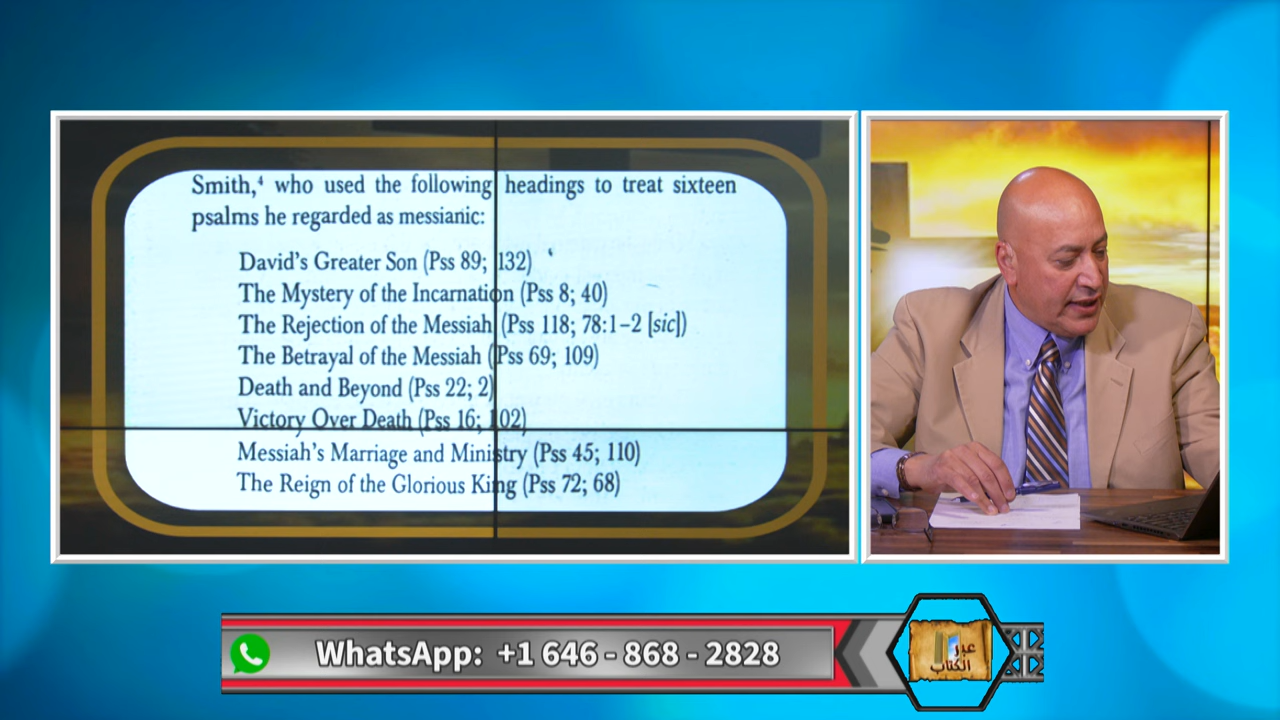 Smith,⁴ who used the following headings to treat sixteen
psalms he regarded as messianic:
David's Greater Son (Pss 89; 132)
The Mystery of the Incarnation (Pss 8; 40)
The Rejection of the Messiah (Pss 118; 78:1–2 [sic])
The Betrayal of the Messiah (Pss 69; 109)
Death and Beyond (Pss 22; 2)
Victory Over Death (Pss 16; 102)
Messiah's Marriage and Ministry (Pss 45; 110)
The Reign of the Glorious King (Pss 72; 68)
WhatsApp: +1 646 - 868 - 2828
عبر
الكتاب